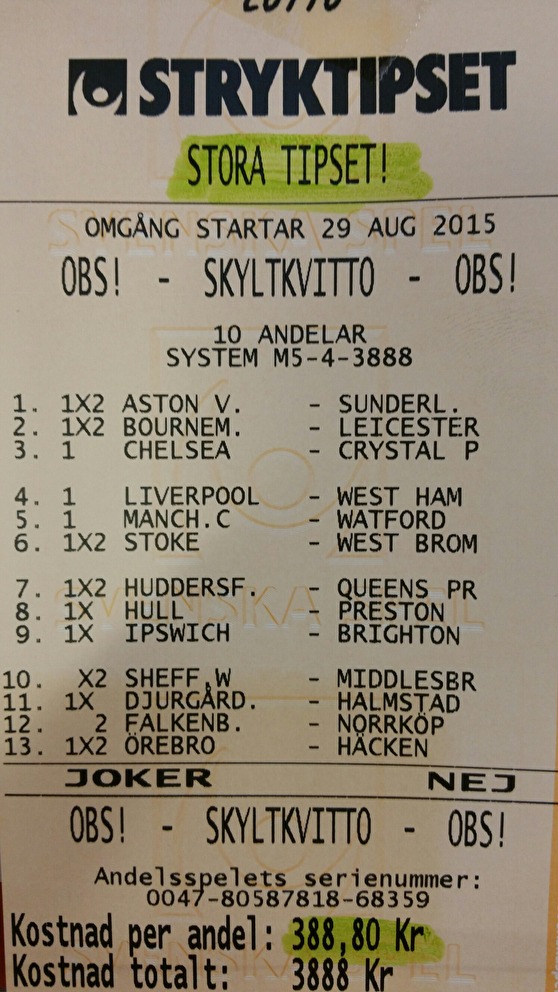 LOTTO
STRYKTIPSET
STORA TIPSET!
OMGÅNG STARTAR 29 AUG 2015
OBS! - SKYLTKVITTO - OBS!
10 ANDELAR
SYSTEM M5-4-3888
1. 1X2 ASTON V. - SUNDERL.
2. 1X2 BOURNEM. - LEICESTER
3. 1 CHELSEA - CRYSTAL P
4. 1 LIVERPOOL - WEST HAM
5. 1 MANCH.C - WATFORD
6. 1X2 STOKE - WEST BROM
7. 1X2 HUDDERSF. - QUEENS PR
8. 1X HULL - PRESTON
9. 1X IPSWICH - BRIGHTON
10. X2 SHEFF.W - MIDDLESBR
11. 1X DJURGÅRD. - HALMSTAD
12. 2 FALKENB. - NORRKÖP
13. 1X2 ÖREBRO - HÄCKEN
JOKER NEJ
OBS! - SKYLTKVITTO - OBS!
Andelsspelets serienummer:
0047-80587818-68359
Kostnad per andel: 388,80 Kr
Kostnad totalt: 3888 Kr